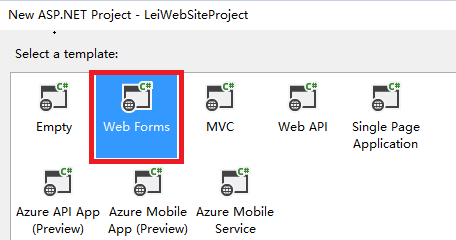 New ASP.NET Project - LeiWebSiteProject
Select a template:
C# C# C# C# C#
Empty Web Forms MVC Web API Single Page
Application
C# C# C#
Azure API App Azure Mobile Azure Mobile
(Preview) App (Preview) Service